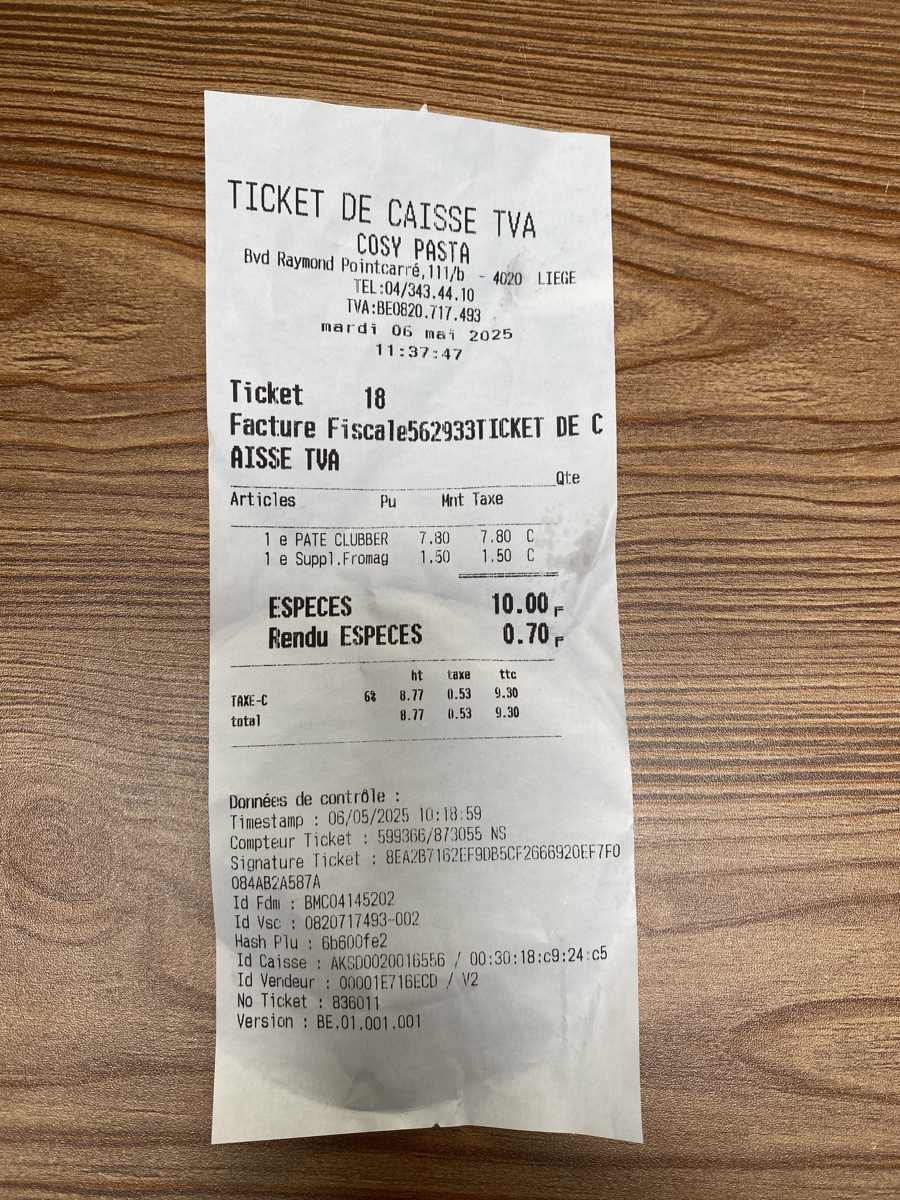 TICKET DE CAISSE TVA
COSY PASTA
Bvd Raymond Pointcarré,111/b - 4020 LIEGE
TEL:04/343.44.10
TVA:BE0820.717.493
mardi 06 mai 2025
11:37:47
Ticket 18
Facture Fiscale562933TICKET DE C
AISSE TVA
Qte
Articles Pu Mnt Taxe
1 e PATE CLUBBER 7.80 7.80 C
1 e Suppl.Fromag 1.50 1.50 C
ESPECES 10.00 F
Rendu ESPECES 0.70 F
ht taxe ttc
TAXE-C 6% 8.77 0.53 9.30
total 8.77 0.53 9.30
Données de contrôle :
Timestamp : 06/05/2025 10:18:59
Compteur Ticket : 599366/873055 NS
Signature Ticket : 8EA2B7162EF9DB5CF2666920EF7F0
084AB2A587A
Id Fdm : BMC04145202
Id Vsc : 0820717493-002
Hash Plu : 6b600fe2
Id Caisse : AKSD0020016556 / 00:30:18:c9:24:c5
Id Vendeur : 00001E716ECD / V2
No Ticket : 836011
Version : BE.01.001.001